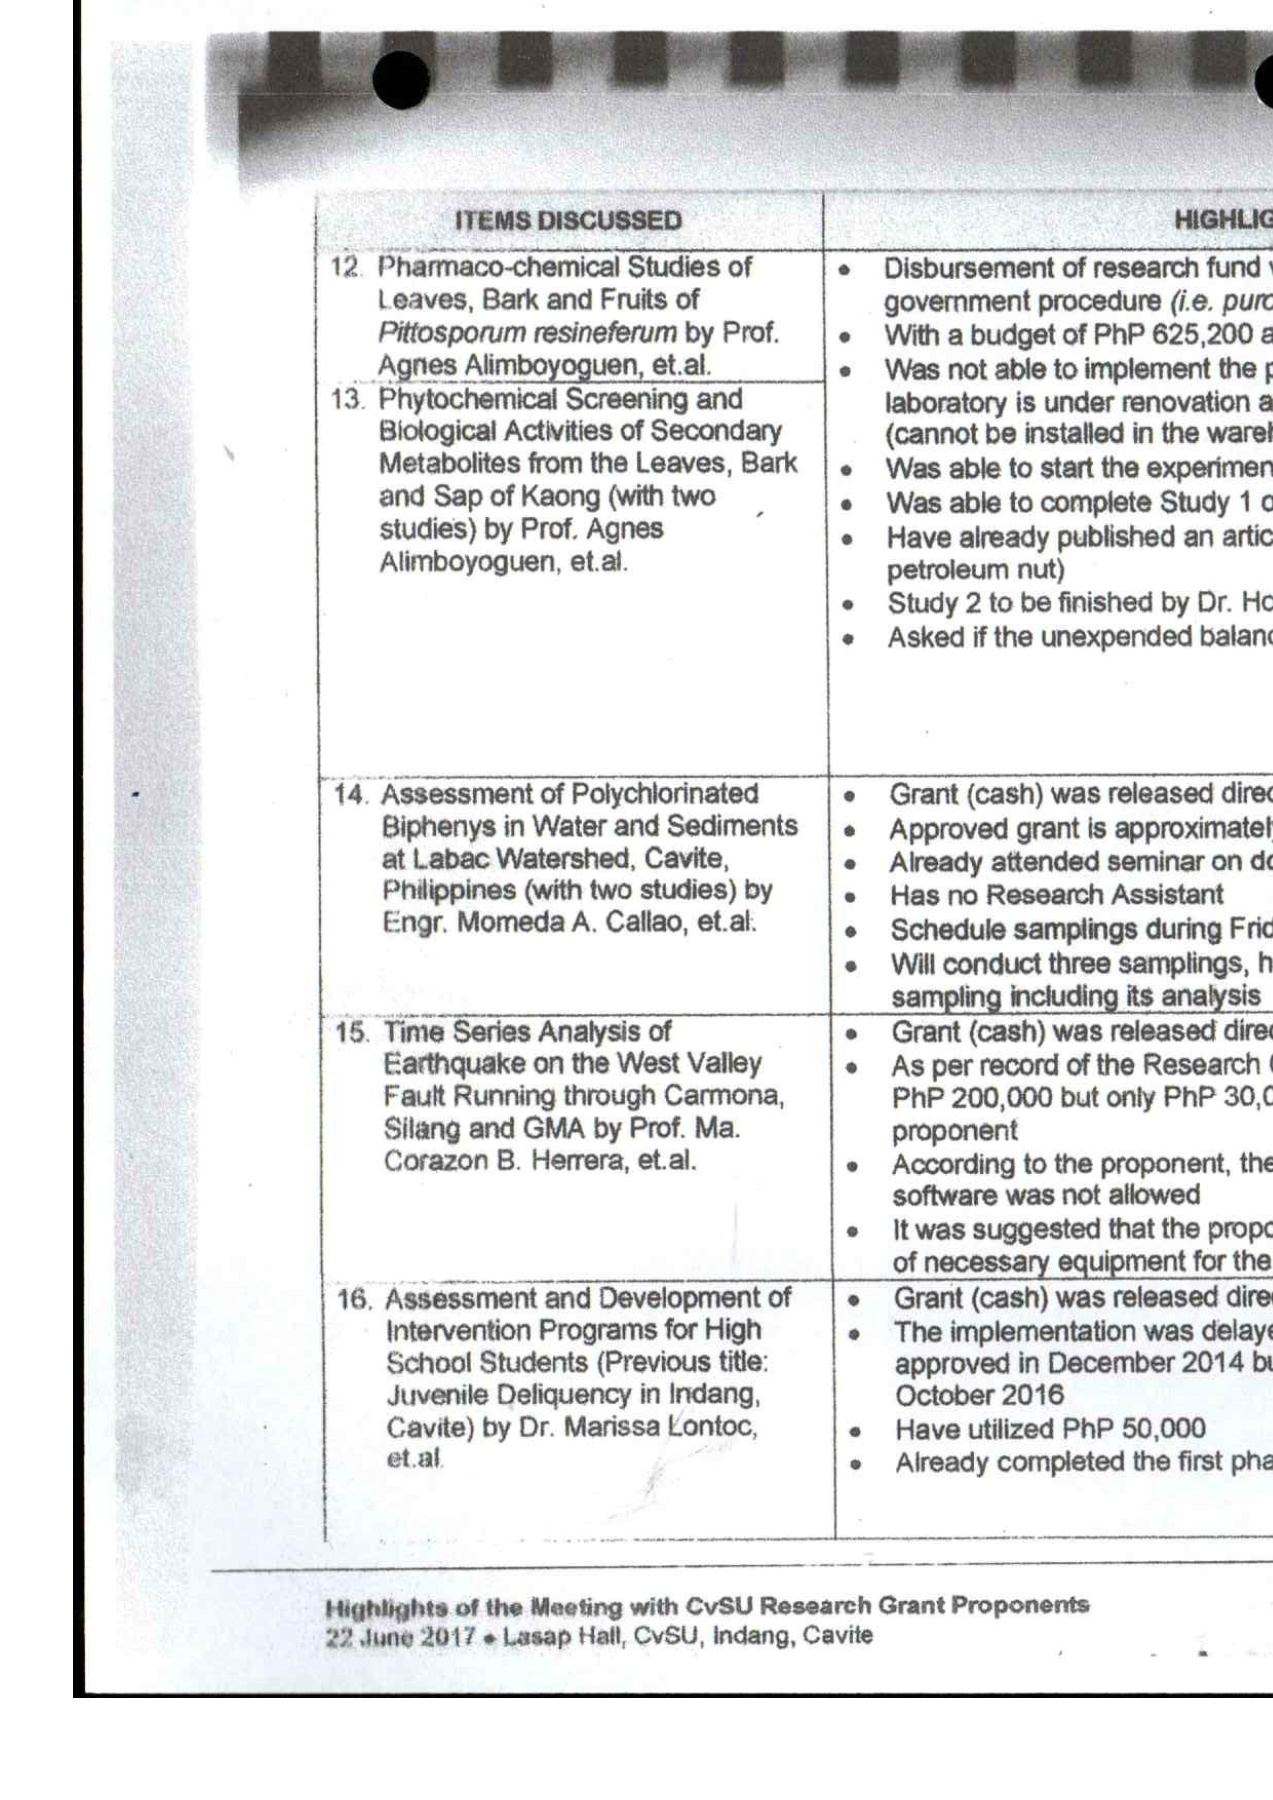 ITEMS DISCUSSED
12. Pharmaco-chemical Studies of
Leaves, Bark and Fruits of
Pittosporum resineferum by Prof.
Agnes Alimboyoguen, et.al.
13. Phytochemical Screening and
Biological Activities of Secondary
Metabolites from the Leaves, Bark
and Sap of Kaong (with two
studies) by Prof. Agnes
Alimboyoguen, et.al.
14. Assessment of Polychlorinated
Biphenys in Water and Sediments
at Labac Watershed, Cavite,
Philippines (with two studies) by
Engr. Momeda A. Callao, et.al.
15. Time Series Analysis of
Earthquake on the West Valley
Fault Running through Carmona,
Silang and GMA by Prof. Ma.
Corazon B. Herrera, et.al.
16. Assessment and Development of
Intervention Programs for High
School Students (Previous title:
Juvenile Deliquency in Indang,
Cavite) by Dr. Marissa Lontoc,
et.al.
HIGHLIG
• Disbursement of research fund
government procedure (i.e. purc
• With a budget of PhP 625,200 a
• Was not able to implement the p
laboratory is under renovation a
(cannot be installed in the wareh
• Was able to start the experimen
• Was able to complete Study 1 o
• Have already published an artic
petroleum nut)
• Study 2 to be finished by Dr. Ho
• Asked if the unexpended balanc
• Grant (cash) was released direc
• Approved grant is approximatel
• Already attended seminar on do
• Has no Research Assistant
• Schedule samplings during Frid
• Will conduct three samplings, h
sampling including its analysis
• Grant (cash) was released direc
• As per record of the Research
PhP 200,000 but only PhP 30,0
proponent
• According to the proponent, the
software was not allowed
• It was suggested that the propo
of necessary equipment for the
• Grant (cash) was released direc
• The implementation was delaye
approved in December 2014 bu
October 2016
• Have utilized PhP 50,000
• Already completed the first pha
Highlights of the Meeting with CvSU Research Grant Proponents
22 June 2017 • Lasap Hall, CvSU, Indang, Cavite